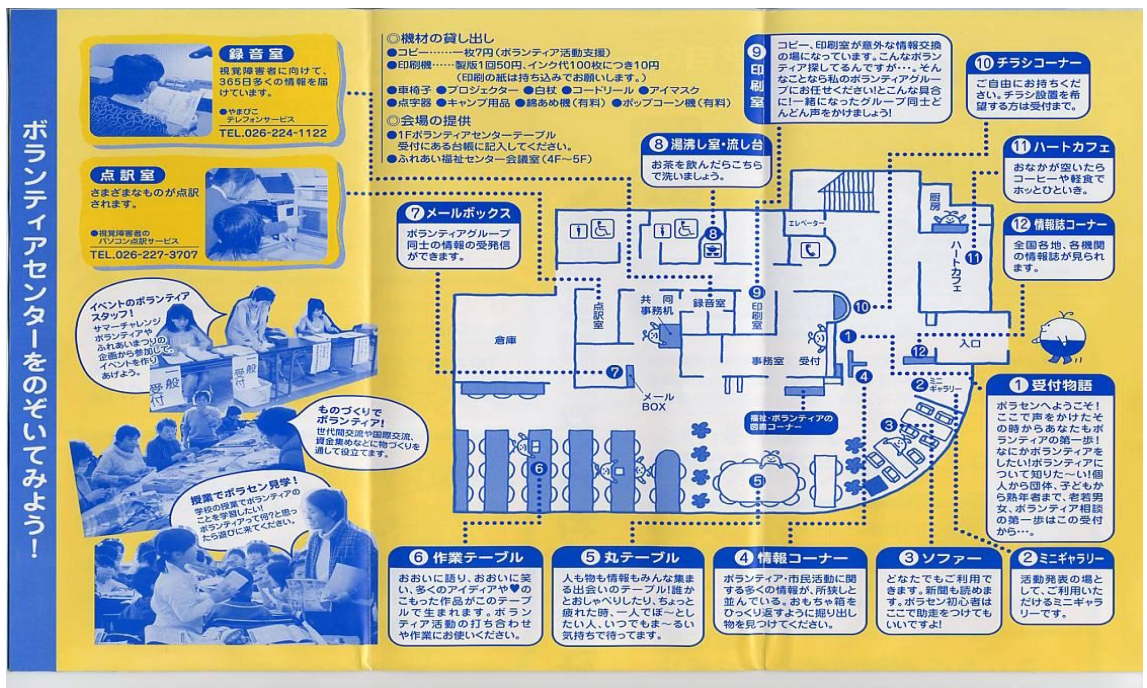 ボランティアセンターをのぞいてみよう！
録音室
視覚障害者に向けて、
365日多くの情報を届
けています。
●やまびこ
テレフォンサービス
TEL.026-224-1122
点訳室
さまざまなものが点訳
されます。
●視覚障害者の
パソコン点訳サービス
TEL.026-227-3707
イベントのボランティア
スタッフ！
サマーチャレンジ
ボランティアや
ふれあいまつりの
企画から参加して、
イベントを作り
あげよう。
一般受付
一般受付
ものづくりで
ボランティア！
世代間交流や国際交流、
資金集めなどに物づくりを
通して役立てます。
授業でボラセン見学！
学校の授業でボランティアの
ことを学習したい！
ボランティアって何？と思っ
たら遊びに来てください。
◎機材の貸し出し
●コピー……一枚7円（ボランティア活動支援）
●印刷機……製版1回50円、インク代100枚につき10円
（印刷の紙は持ち込みでお願いします。）
●車椅子 ●プロジェクター ●白杖 ●コードリール ●アイマスク
●点字器 ●キャンプ用品 ●綿あめ機（有料） ●ポップコーン機（有料）
◎会場の提供
●1Fボランティアセンターテーブル
受付にある台帳に記入してください。
●ふれあい福祉センター会議室（4F～5F）
⑦メールボックス
ボランティアグループ
同士の情報の受発信
ができます。
⑧湯沸し室・流し台
お茶を飲んだらこちら
で洗いましょう。
⑨印刷室
コピー、印刷室が意外な情報交換
の場になっています。こんなボラン
ティア探してるんですが…。そん
なことなら私のボランティアグルー
プにお任せください！とこんな具合
に！一緒になったグループ同士ど
んどん声をかけましょう！
⑩チラシコーナー
ご自由にお持ちくだ
さい。チラシ設置を希
望する方は受付まで。
⑪ハートカフェ
おなかが空いたら
コーヒーや軽食で
ホッとひといき。
⑫情報誌コーナー
全国各地、各機関
の情報誌が見られ
ます。
エレベーター
厨房
ハートカフェ
⑪
⑧
倉庫
点訳室
共同
事務机
録音室
⑨
印刷室
⑩
①
事務室 受付
⑫
入口
⑦
メール
BOX
④
②
ミニ
ギャラリー
福祉・ボランティアの
図書コーナー
③
⑥
⑤
①受付物語
ボラセンへようこそ！
ここで声をかけたそ
の時からあなたもボ
ランティアの第一歩！
なにかボランティアを
したい！ボランティアに
ついて知りた～い！個
人から団体、子どもか
ら熟年者まで、老若男
女、ボランティア相談
の第一歩はこの受付
から…。
⑥作業テーブル
おおいに語り、おおいに笑
い、多くのアイディアや♥の
こもった作品がこのテーブ
ルで生まれます。ボラン
ティア活動の打ち合わせ
や作業にお使いください。
⑤丸テーブル
人も物も情報もみんな集ま
る出会いのテーブル！誰か
とおしゃべりしたり、ちょっと
疲れた時、一人でぼ～とし
たい人、いつでもま～るい
気持ちで待ってます。
④情報コーナー
ボランティア・市民活動に関
する多くの情報が、所狭しと
並んでいる。おもちゃ箱を
ひっくり返すように掘り出し
物を見つけてください。
③ソファー
どなたでもご利用で
きます。新聞も読めま
す。ボラセン初心者は
ここで助走をつけても
いいですよ！
②ミニギャラリー
活動発表の場と
して、ご利用いた
だけるミニギャラ
リーです。